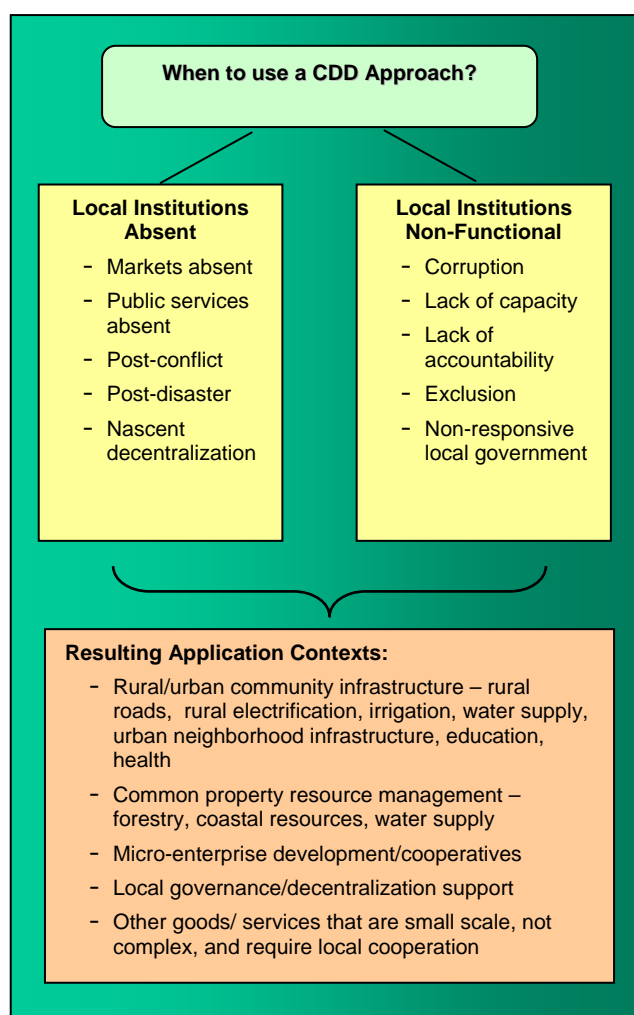 When to use a CDD Approach?
Local Institutions
Absent
- Markets absent
- Public services
absent
- Post-conflict
- Post-disaster
- Nascent
decentralization
Local Institutions
Non-Functional
- Corruption
- Lack of capacity
- Lack of
accountability
- Exclusion
- Non-responsive
local government
Resulting Application Contexts:
- Rural/urban community infrastructure – rural
roads, rural electrification, irrigation, water supply,
urban neighborhood infrastructure, education,
health
- Common property resource management –
forestry, coastal resources, water supply
- Micro-enterprise development/cooperatives
- Local governance/decentralization support
- Other goods/ services that are small scale, not
complex, and require local cooperation